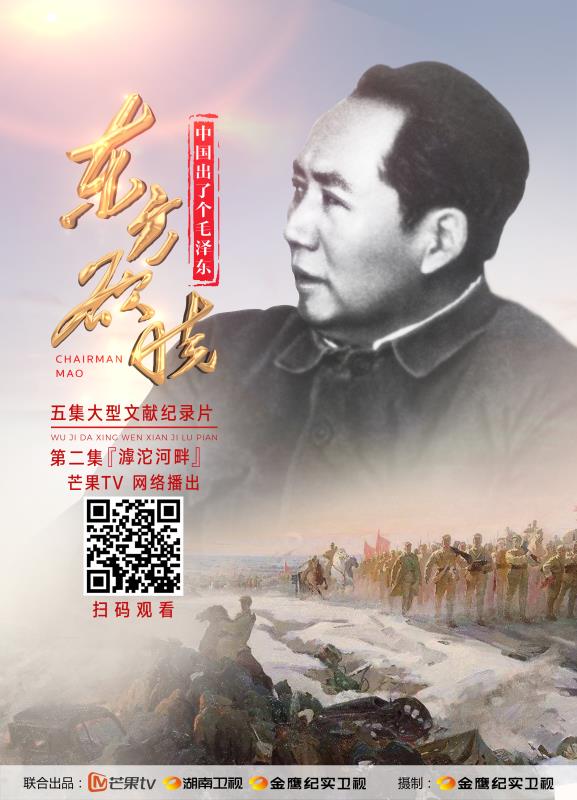 东方欲晓
中国出了个毛泽东
CHAIRMAN
MAO
五集大型文献纪录片
WU JI DA XING WEN XIAN JI LU PIAN
第二集『滹沱河畔』
芒果TV 网络播出
扫码观看
联合出品：芒果tv 湖南卫视 金鹰纪实卫视 摄制：金鹰纪实卫视